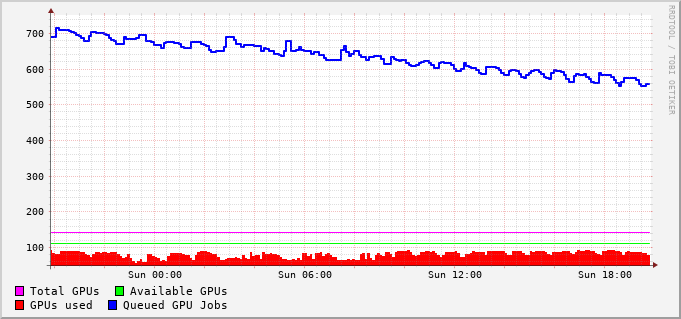 700
600
500
400
300
200
100
Sun 00:00 Sun 06:00 Sun 12:00 Sun 18:00
Total GPUs Available GPUs
GPUs used Queued GPU Jobs
RRDTOOL / TOBI OETIKER